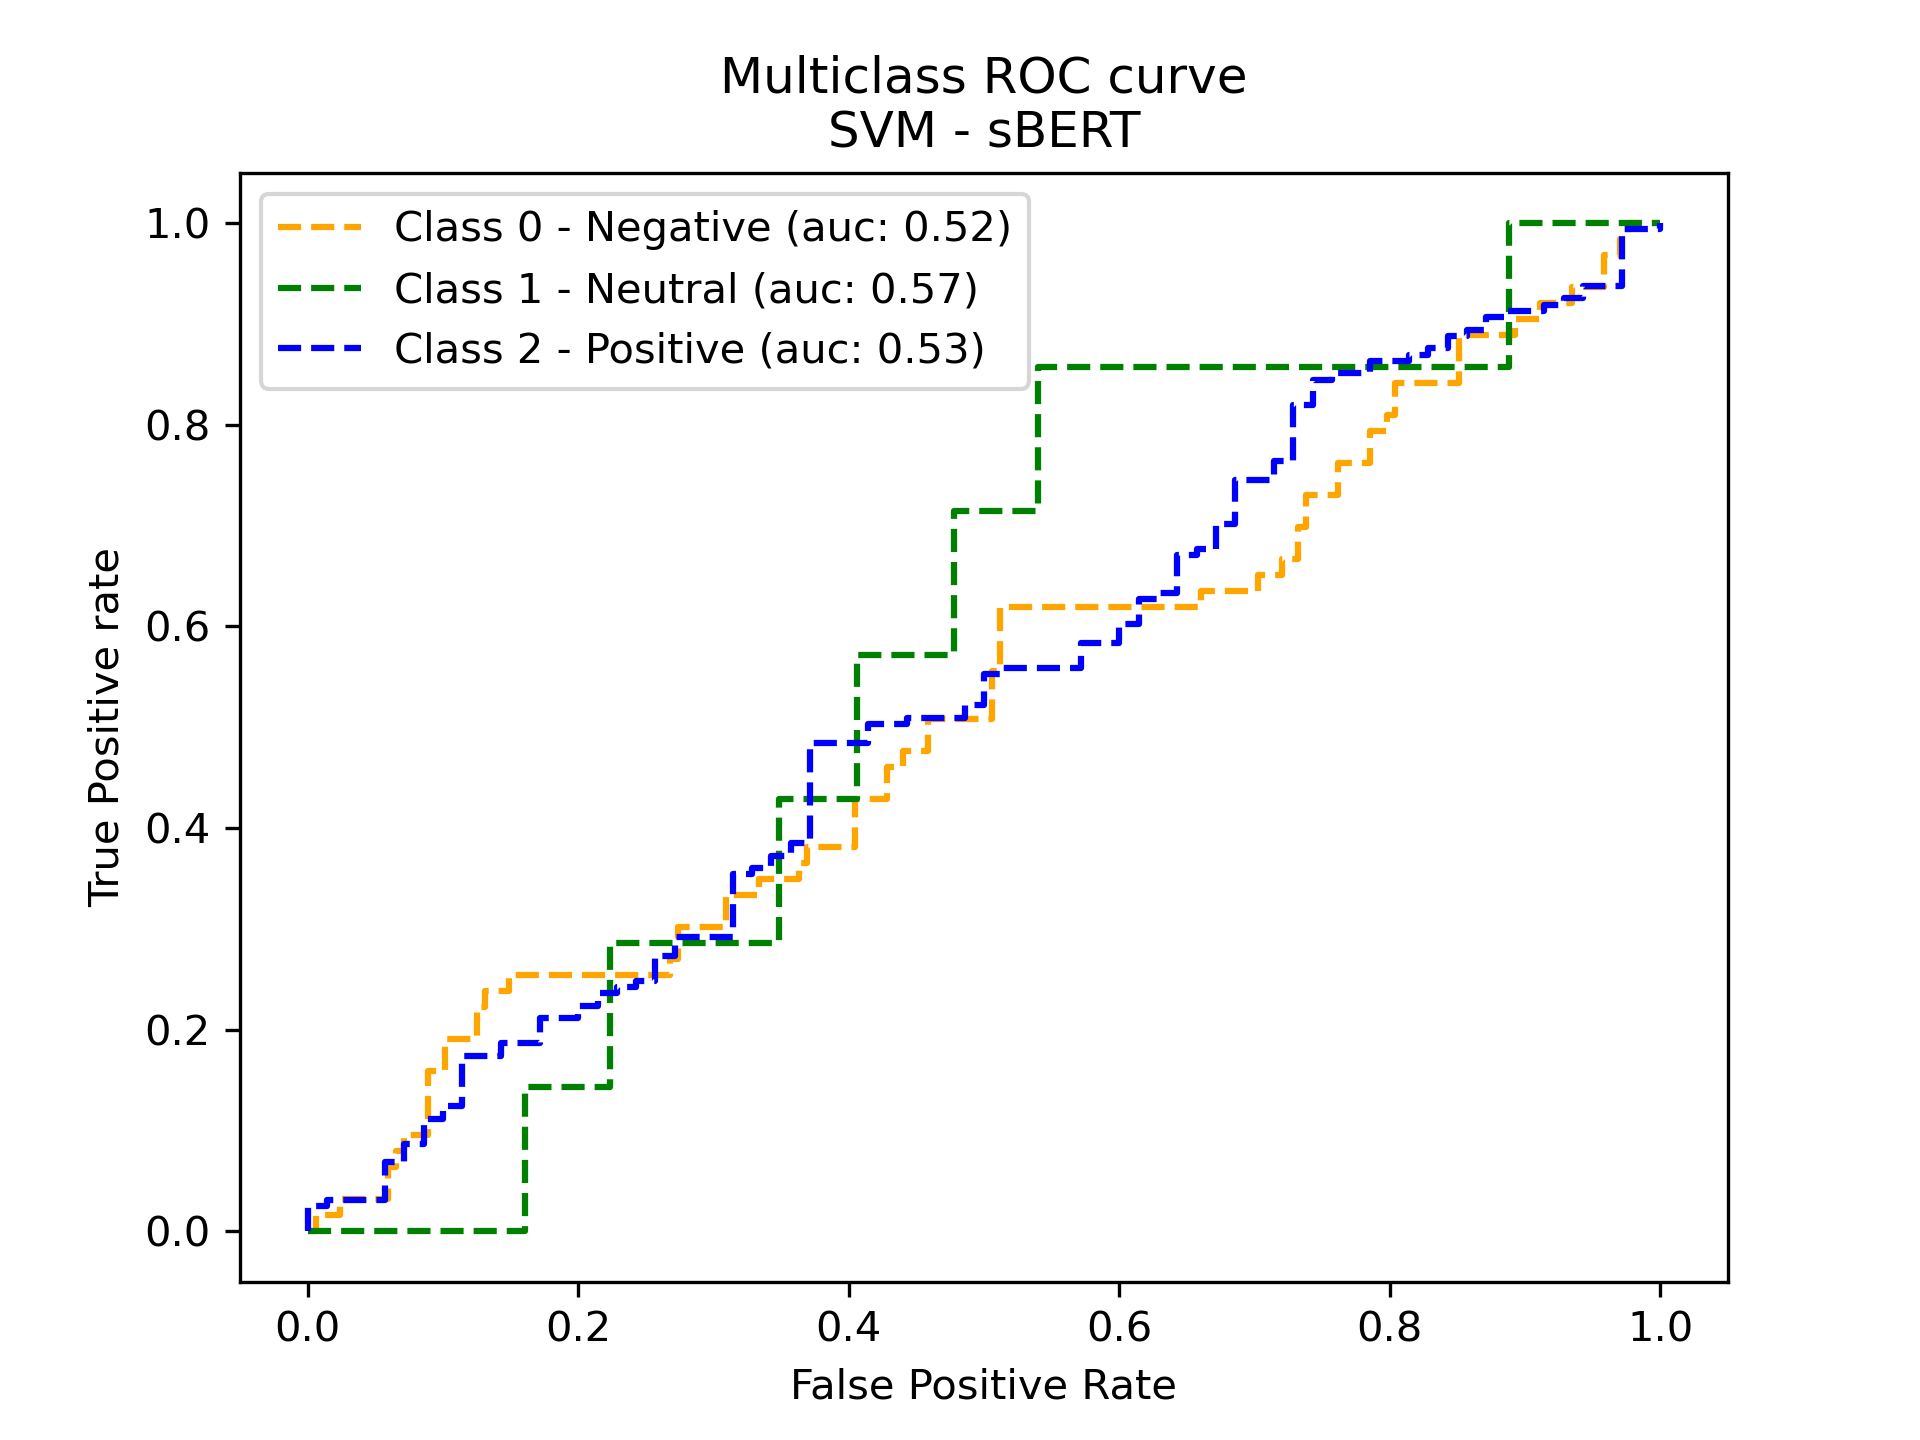 Multiclass ROC curve
SVM - sBERT
Class 0 - Negative (auc: 0.52)
Class 1 - Neutral (auc: 0.57)
Class 2 - Positive (auc: 0.53)
True Positive rate
1.0
0.8
0.6
0.4
0.2
0.0
0.0 0.2 0.4 0.6 0.8 1.0
False Positive Rate